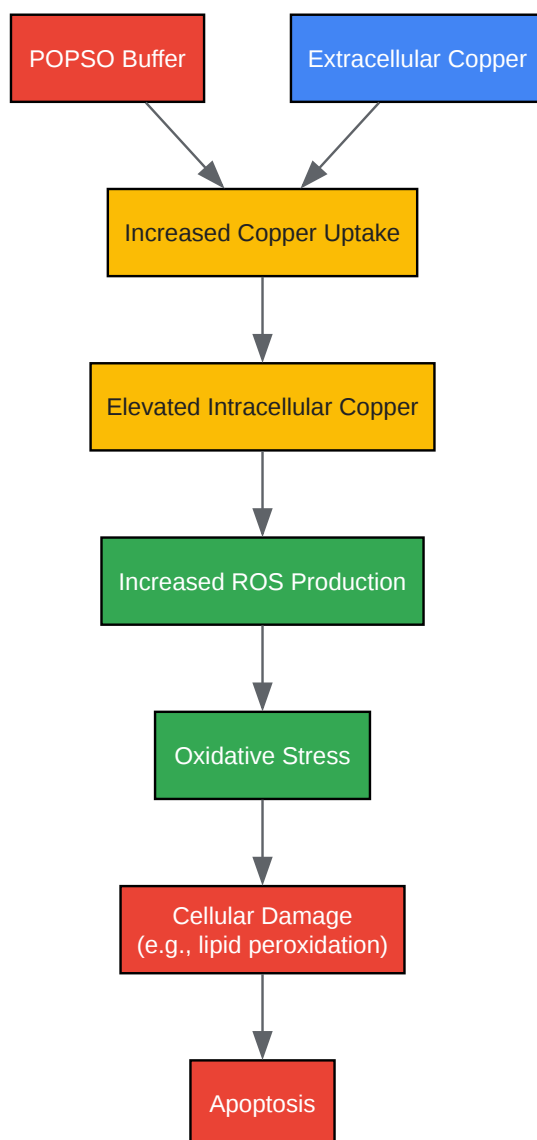 POPSO Buffer
Extracellular Copper
Increased Copper Uptake
Elevated Intracellular Copper
Increased ROS Production
Oxidative Stress
Cellular Damage
(e.g., lipid peroxidation)
Apoptosis